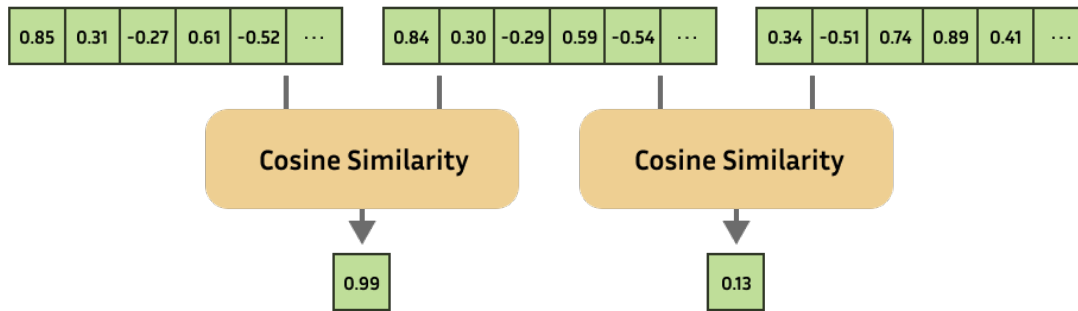 0.85 0.31 -0.27 0.61 -0.52 ... 0.84 0.30 -0.29 0.59 -0.54 ... 0.34 -0.51 0.74 0.89 0.41 ...
Cosine Similarity Cosine Similarity
0.99 0.13